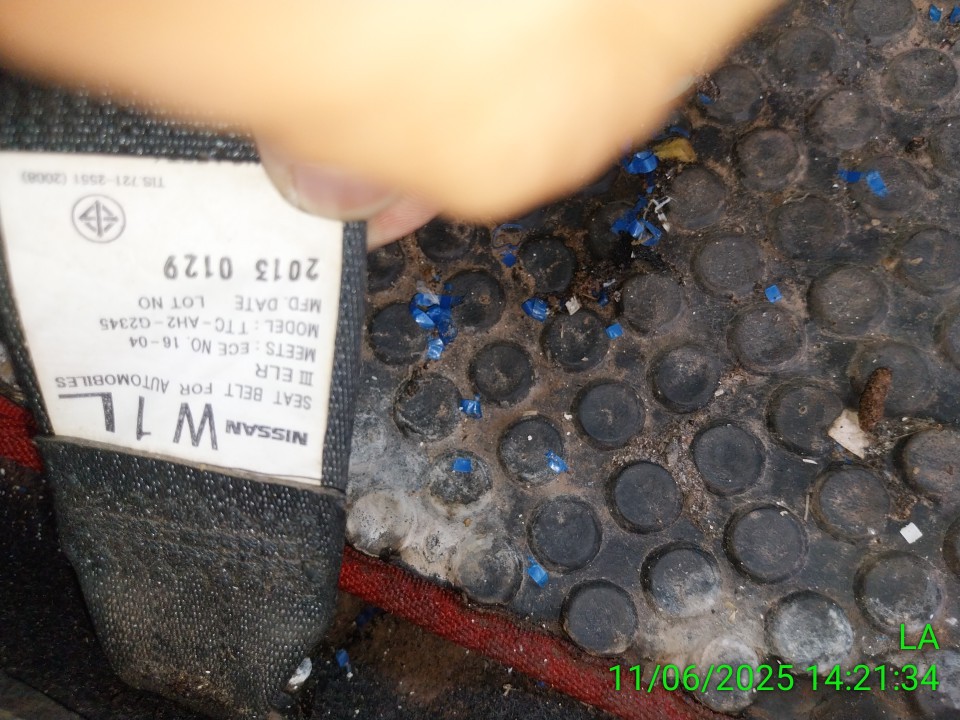 NISSAN W1L
SEAT BELT FOR AUTOMOBILES
III ELR
MEETS : ECE NO. 16-04
MODEL : TTC-AH2-G2345
MFD. DATE LOT NO
2013 0129
TIS.721-2551 (2008)
LA
11/06/2025 14:21:34